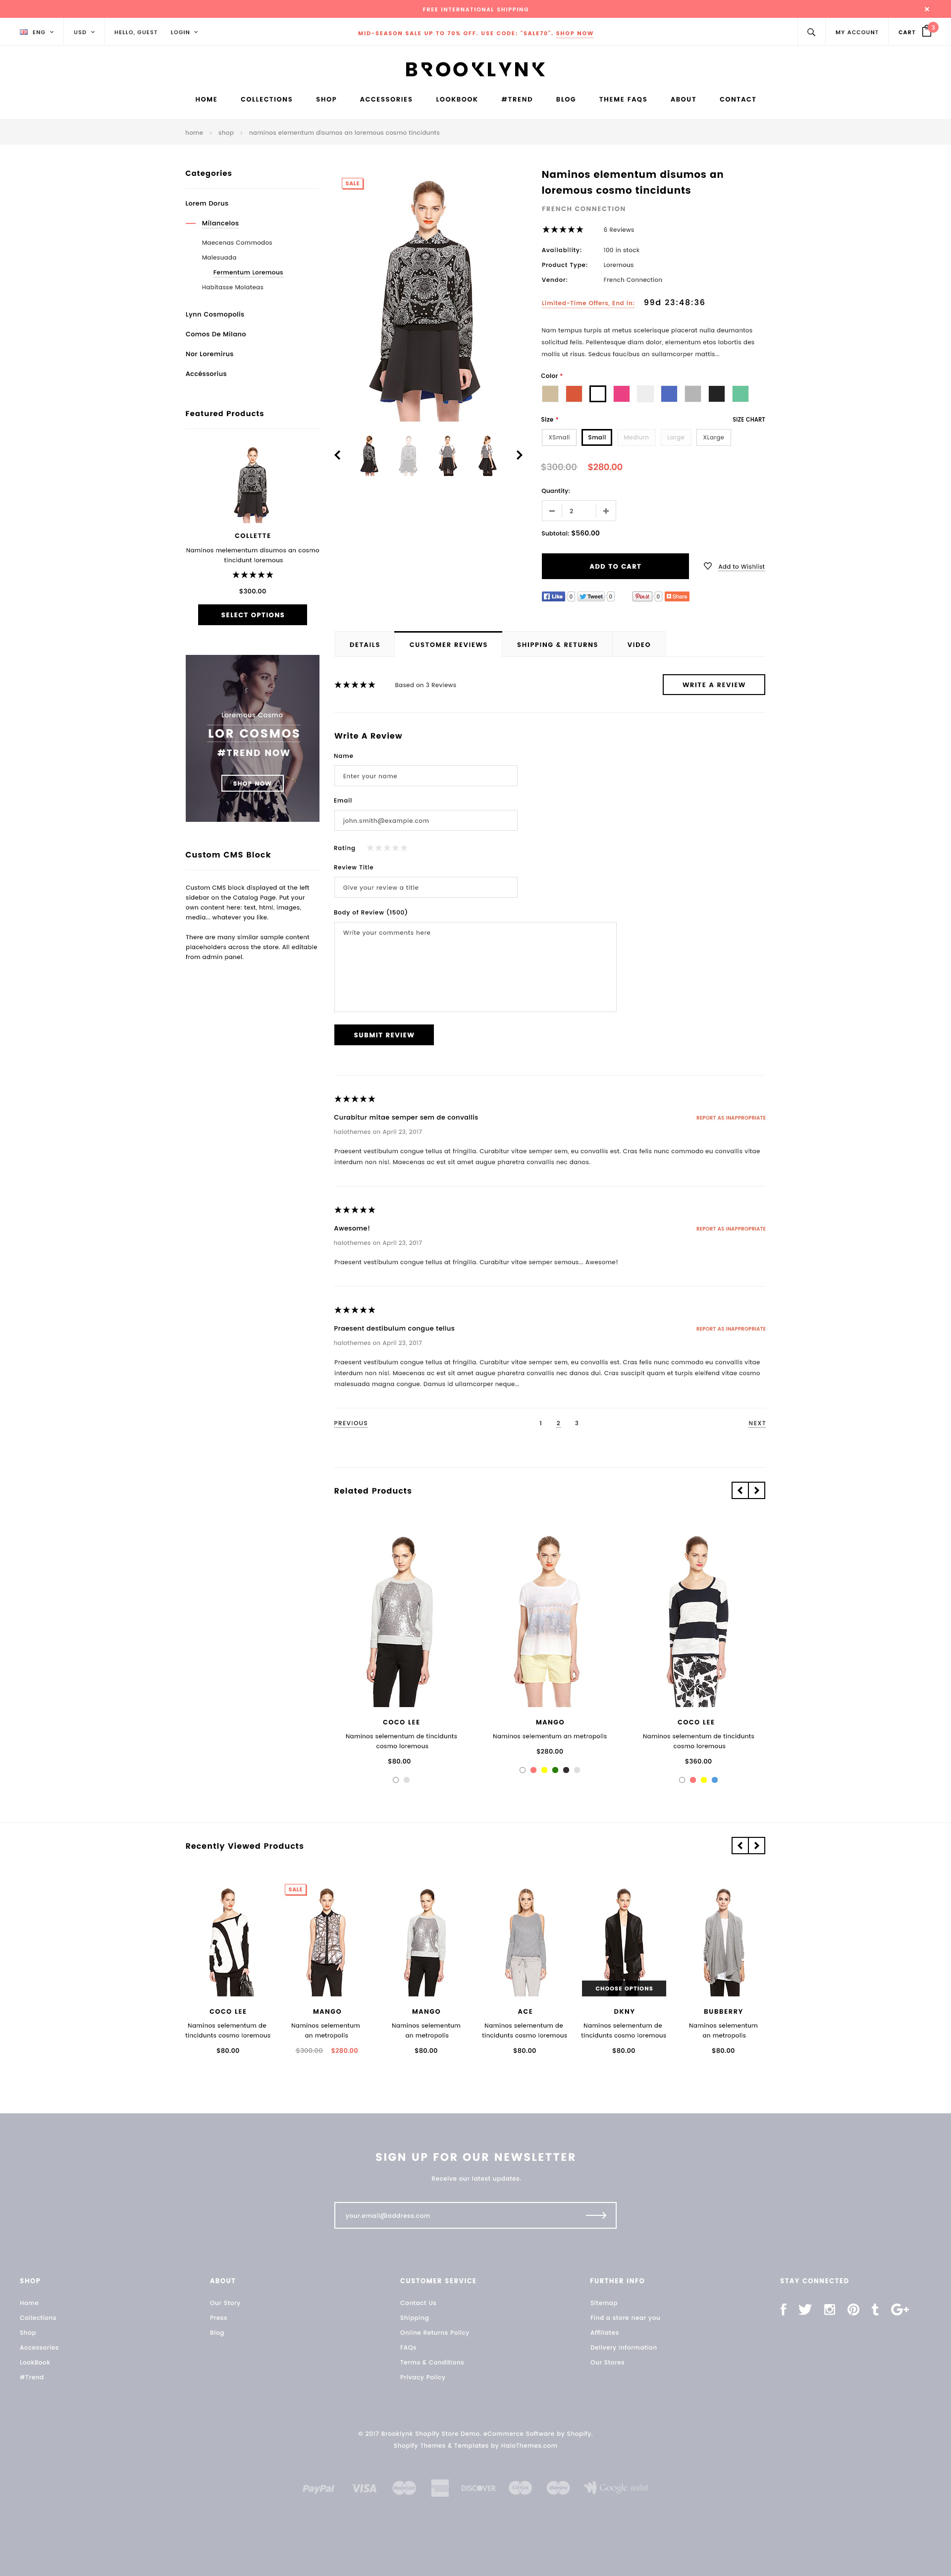 FREE INTERNATIONAL SHIPPING
ENG
USD
HELLO, GUEST
LOGIN
MID-SEASON SALE UP TO 70% OFF. USE CODE: "SALE70". SHOP NOW
MY ACCOUNT
CART
3
BROOKLYNK
HOME
COLLECTIONS
SHOP
ACCESSORIES
LOOKBOOK
#TREND
BLOG
THEME FAQS
ABOUT
CONTACT
home
shop
naminos elementum disumos an loremous cosmo tincidunts
Categories
Lorem Dorus
Milancelos
Maecenas Commodos
Malesuada
Fermentum Loremous
Habitasse Molateas
Lynn Cosmopolis
Comos De Milano
Nor Loremirus
Accéssorius
Featured Products
COLLETTE
Naminos melementum disumos an cosmo
tincidunt loremous
$300.00
SELECT OPTIONS
Loremous Cosmo
LOR COSMOS
#TREND NOW
SHOP NOW
Custom CMS Block
Custom CMS block displayed at the left
sidebar on the Catalog Page. Put your
own content here: text, html, images,
media... whatever you like.
There are many similar sample content
placeholders across the store. All editable
from admin panel.
SALE
Naminos elementum disumos an
loremous cosmo tincidunts
FRENCH CONNECTION
6 Reviews
Availability: 100 in stock
Product Type: Loremous
Vendor: French Connection
Limited-Time Offers, End In: 99d 23:48:36
Nam tempus turpis at metus scelerisque placerat nulla deumantos
solicitud felis. Pellentesque diam dolor, elementum etos lobortis des
mollis ut risus. Sedcus faucibus an sullamcorper mattis...
Color *
Size *
SIZE CHART
XSmall
Small
Medium
Large
XLarge
$300.00 $280.00
Quantity:
2
Subtotal: $560.00
ADD TO CART
Add to Wishlist
Like 0
Tweet 0
Pin it 0
Share
DETAILS
CUSTOMER REVIEWS
SHIPPING & RETURNS
VIDEO
Based on 3 Reviews
WRITE A REVIEW
Write A Review
Name
Enter your name
Email
john.smith@example.com
Rating
Review Title
Give your review a title
Body of Review (1500)
Write your comments here
SUBMIT REVIEW
Curabitur mitae semper sem de convallis
REPORT AS INAPPROPRIATE
halothemes on April 23, 2017
Praesent vestibulum congue tellus at fringilla. Curabitur vitae semper sem, eu convallis est. Cras felis nunc commodo eu convallis vitae
interdum non nisl. Maecenas ac est sit amet augue pharetra convallis nec danos.
Awesome!
REPORT AS INAPPROPRIATE
halothemes on April 23, 2017
Praesent vestibulum congue tellus at fringilla. Curabitur vitae semper semous... Awesome!
Praesent destibulum congue tellus
REPORT AS INAPPROPRIATE
halothemes on April 23, 2017
Praesent vestibulum congue tellus at fringilla. Curabitur vitae semper sem, eu convallis est. Cras felis nunc commodo eu convallis vitae
interdum non nisl. Maecenas ac est sit amet augue pharetra convallis nec danos dui. Cras suscipit quam et turpis eleifend vitae cosmo
malesuada magna congue. Damus id ullamcorper neque...
PREVIOUS
1
2
3
NEXT
Related Products
COCO LEE
Naminos selementum de tincidunts
cosmo loremous
$80.00
MANGO
Naminos selementum an metropolis
$280.00
COCO LEE
Naminos selementum de tincidunts
cosmo loremous
$360.00
Recently Viewed Products
COCO LEE
Naminos selementum de
tincidunts cosmo loremous
$80.00
SALE
MANGO
Naminos selementum
an metropolis
$300.00 $280.00
MANGO
Naminos selementum
an metropolis
$80.00
ACE
Naminos selementum de
tincidunts cosmo loremous
$80.00
CHOOSE OPTIONS
DKNY
Naminos selementum de
tincidunts cosmo loremous
$80.00
BUBBERRY
Naminos selementum
an metropolis
$80.00
SIGN UP FOR OUR NEWSLETTER
Receive our latest updates.
your.email@address.com
SHOP
Home
Collections
Shop
Accessories
LookBook
#Trend
ABOUT
Our Story
Press
Blog
CUSTOMER SERVICE
Contact Us
Shipping
Online Returns Policy
FAQs
Terms & Conditions
Privacy Policy
FURTHER INFO
Sitemap
Find a store near you
Affilates
Delivery Information
Our Stores
STAY CONNECTED
© 2017 Brooklynk Shopify Store Demo. eCommerce Software by Shopify.
Shopify Themes & Templates by HaloThemes.com
PayPal
VISA
DISCOVER
Google wallet